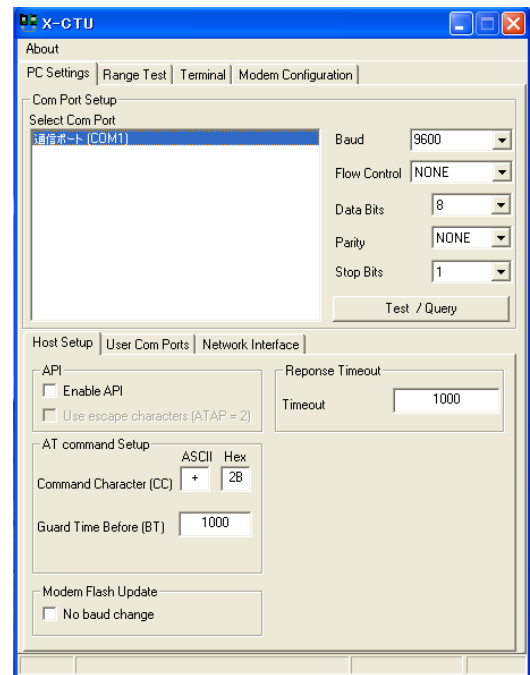 X-CTU
About
PC Settings Range Test Terminal Modem Configuration
Com Port Setup
Select Com Port
通信ポート (COM1)
Baud 9600
Flow Control NONE
Data Bits 8
Parity NONE
Stop Bits 1
Test / Query
Host Setup User Com Ports Network Interface
API
Enable API
Use escape characters (ATAP = 2)
Reponse Timeout
Timeout 1000
AT command Setup
ASCII Hex
Command Character (CC) + 2B
Guard Time Before (BT) 1000
Modem Flash Update
No baud change